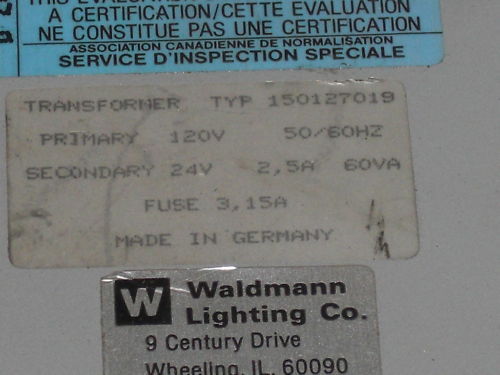 A CERTIFICATION/CETTE EVALUATION
NE CONSTITUE PAS UNE CERTIFICATION
ASSOCIATION CANADIENNE DE NORMALISATION
SERVICE D'INSPECTION SPECIALE
TRANSFORMER TYP 150127019
PRIMARY 120V 50/60HZ
SECONDARY 24V 2,5A 60VA
FUSE 3,15A
MADE IN GERMANY
W Waldmann
Lighting Co.
9 Century Drive
Wheeling, IL. 60090